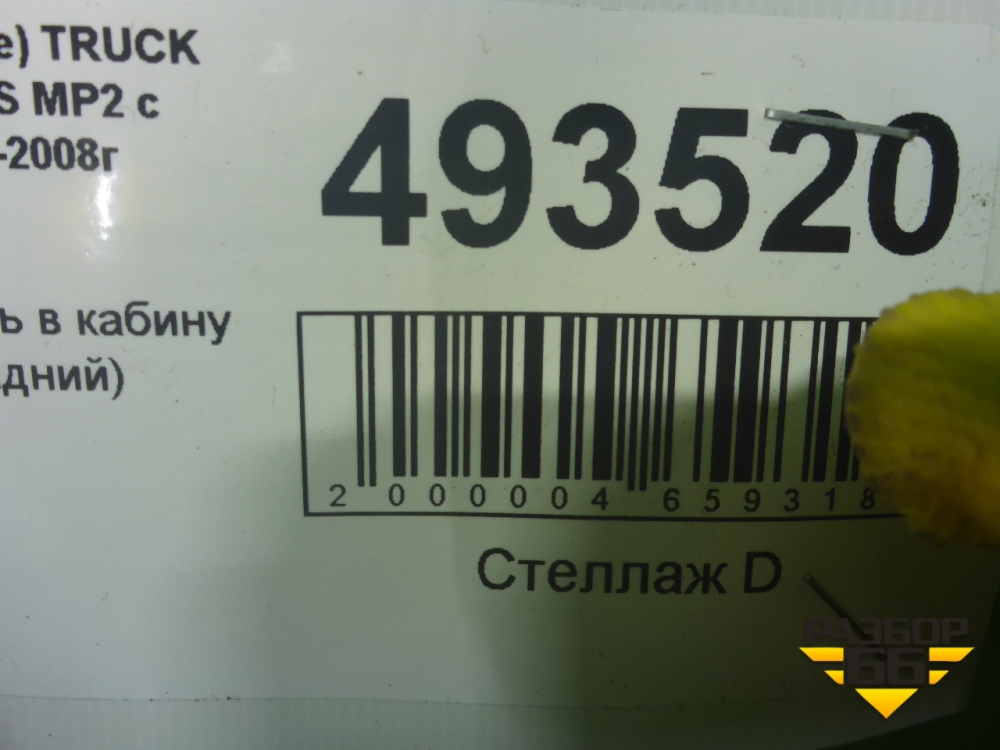 e) TRUCK
S MP2 с
-2008г
493520
ь в кабину
дний)
2 000004 659318
Стеллаж D
РАЗБОР
66